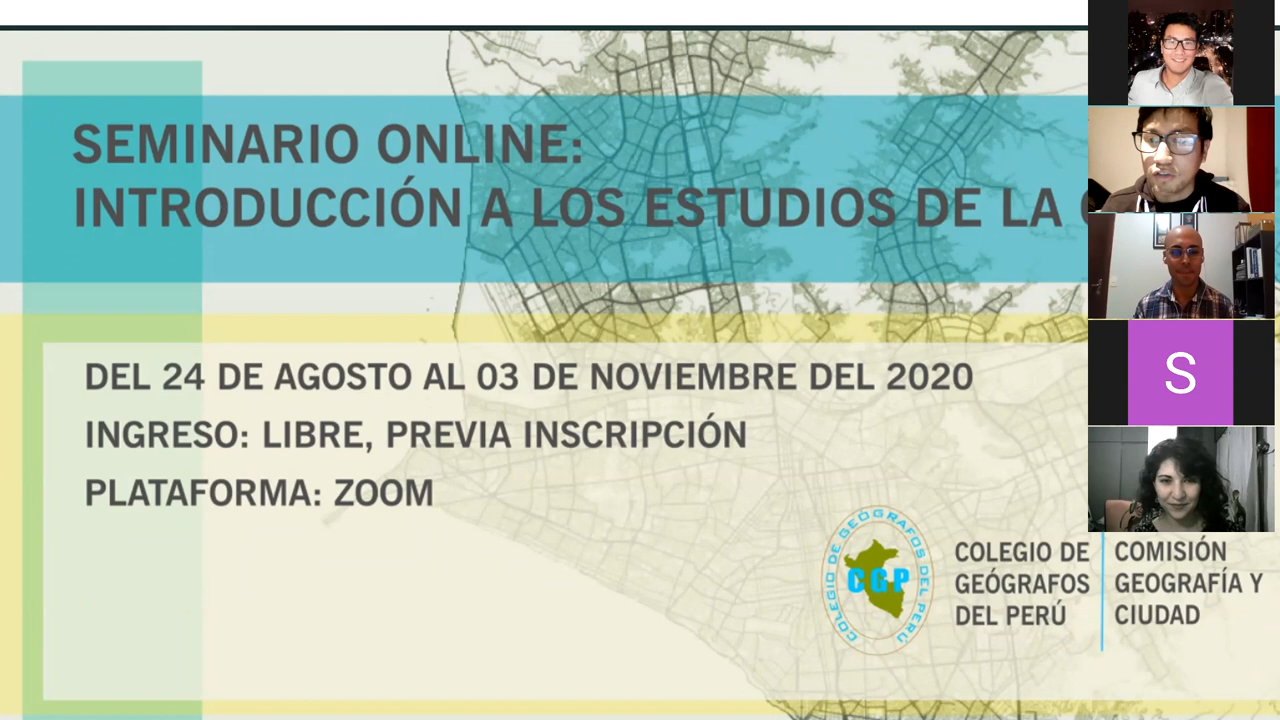 SEMINARIO ONLINE:
INTRODUCCIÓN A LOS ESTUDIOS DE LA
DEL 24 DE AGOSTO AL 03 DE NOVIEMBRE DEL 2020
INGRESO: LIBRE, PREVIA INSCRIPCIÓN
PLATAFORMA: ZOOM
COLEGIO DE GEÓGRAFOS DEL PERÚ
CGP
COLEGIO DE
GEÓGRAFOS
DEL PERÚ
COMISIÓN
GEOGRAFÍA Y
CIUDAD
S